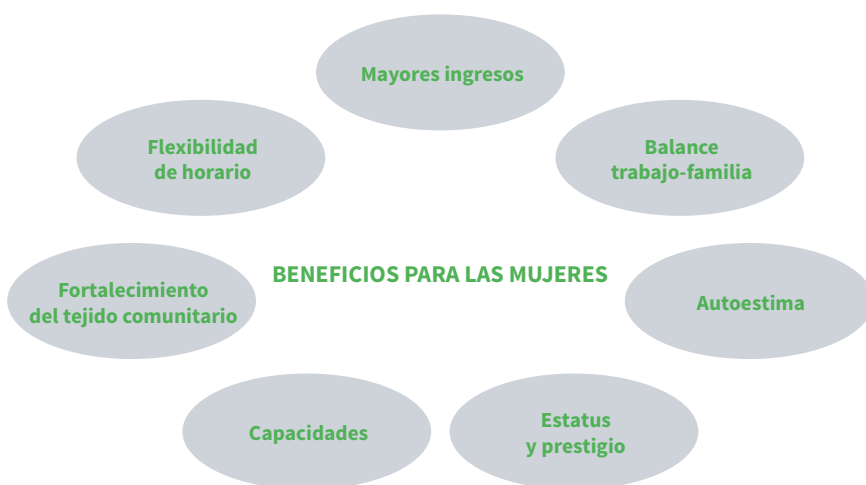 Mayores ingresos
Flexibilidad
de horario
Balance
trabajo-familia
BENEFICIOS PARA LAS MUJERES
Fortalecimiento
del tejido comunitario
Autoestima
Capacidades
Estatus
y prestigio